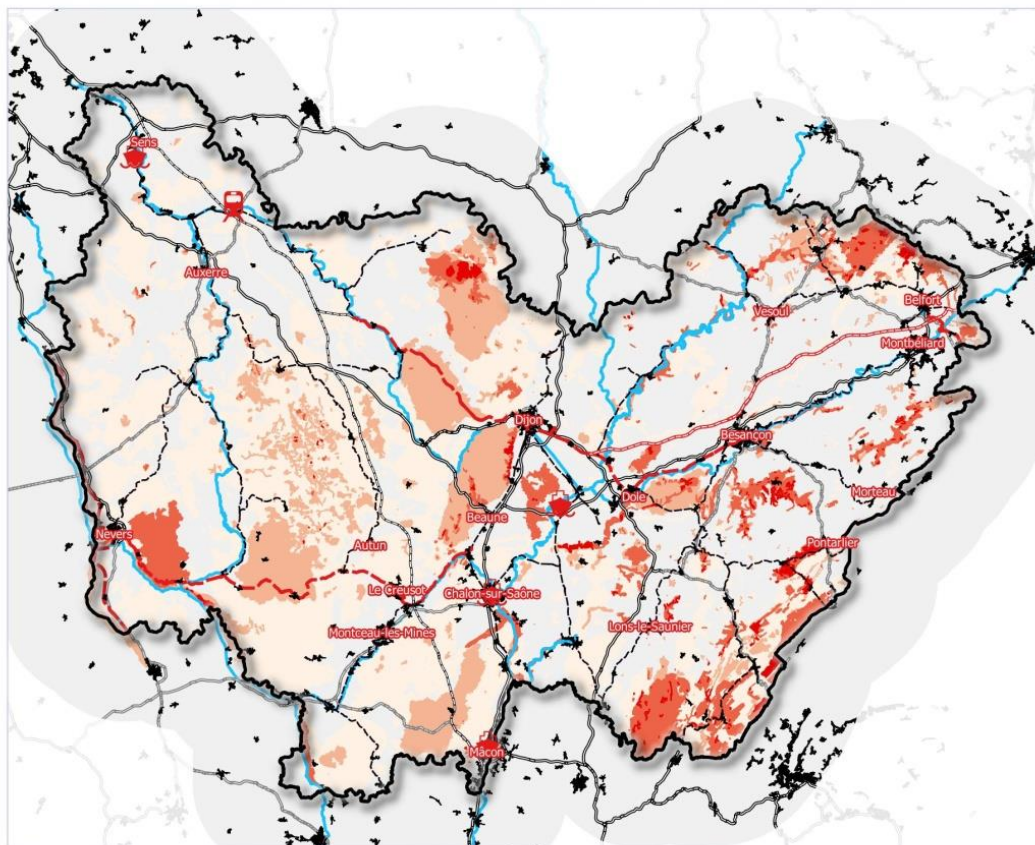 Sens
Auxerre
Vesoul
Belfort
Montbéliard
Dijon
Besançon
Dole
Morteau
Beaune
Nevers
Autun
Pontarlier
Le Creusot
Chalon-sur-Saône
Montceau-les-Mines
Lons-le-Saunier
Mâcon